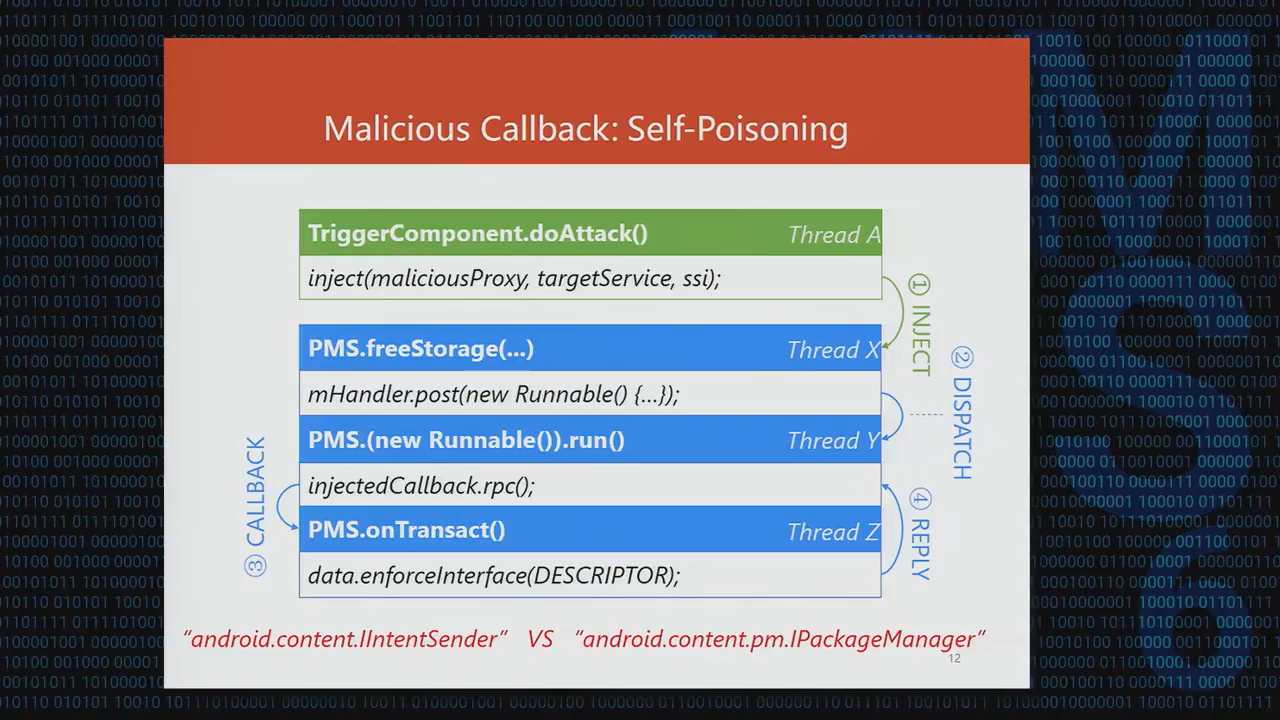 Malicious Callback: Self-Poisoning
TriggerComponent.doAttack() Thread A
inject(maliciousProxy, targetService, ssi);
① INJECT
PMS.freeStorage(...) Thread X
mHandler.post(new Runnable() {...});
② DISPATCH
PMS.(new Runnable()).run() Thread Y
injectedCallback.rpc();
③ CALLBACK
PMS.onTransact() Thread Z
data.enforceInterface(DESCRIPTOR);
④ REPLY
“android.content.IIntentSender” VS “android.content.pm.IPackageManager”
12